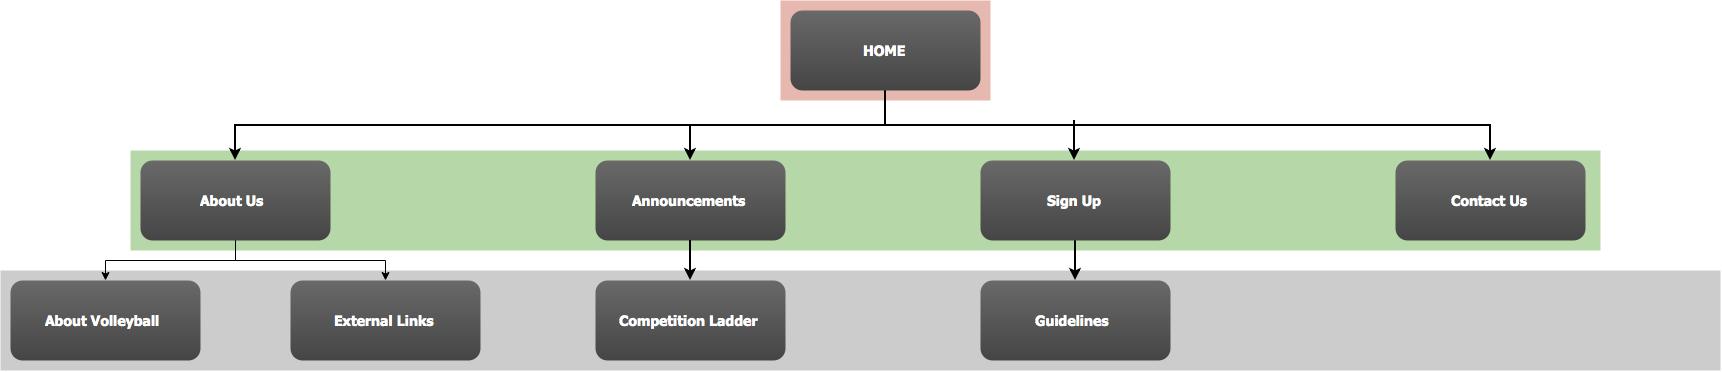 HOME
About Us
Announcements
Sign Up
Contact Us
About Volleyball
External Links
Competition Ladder
Guidelines